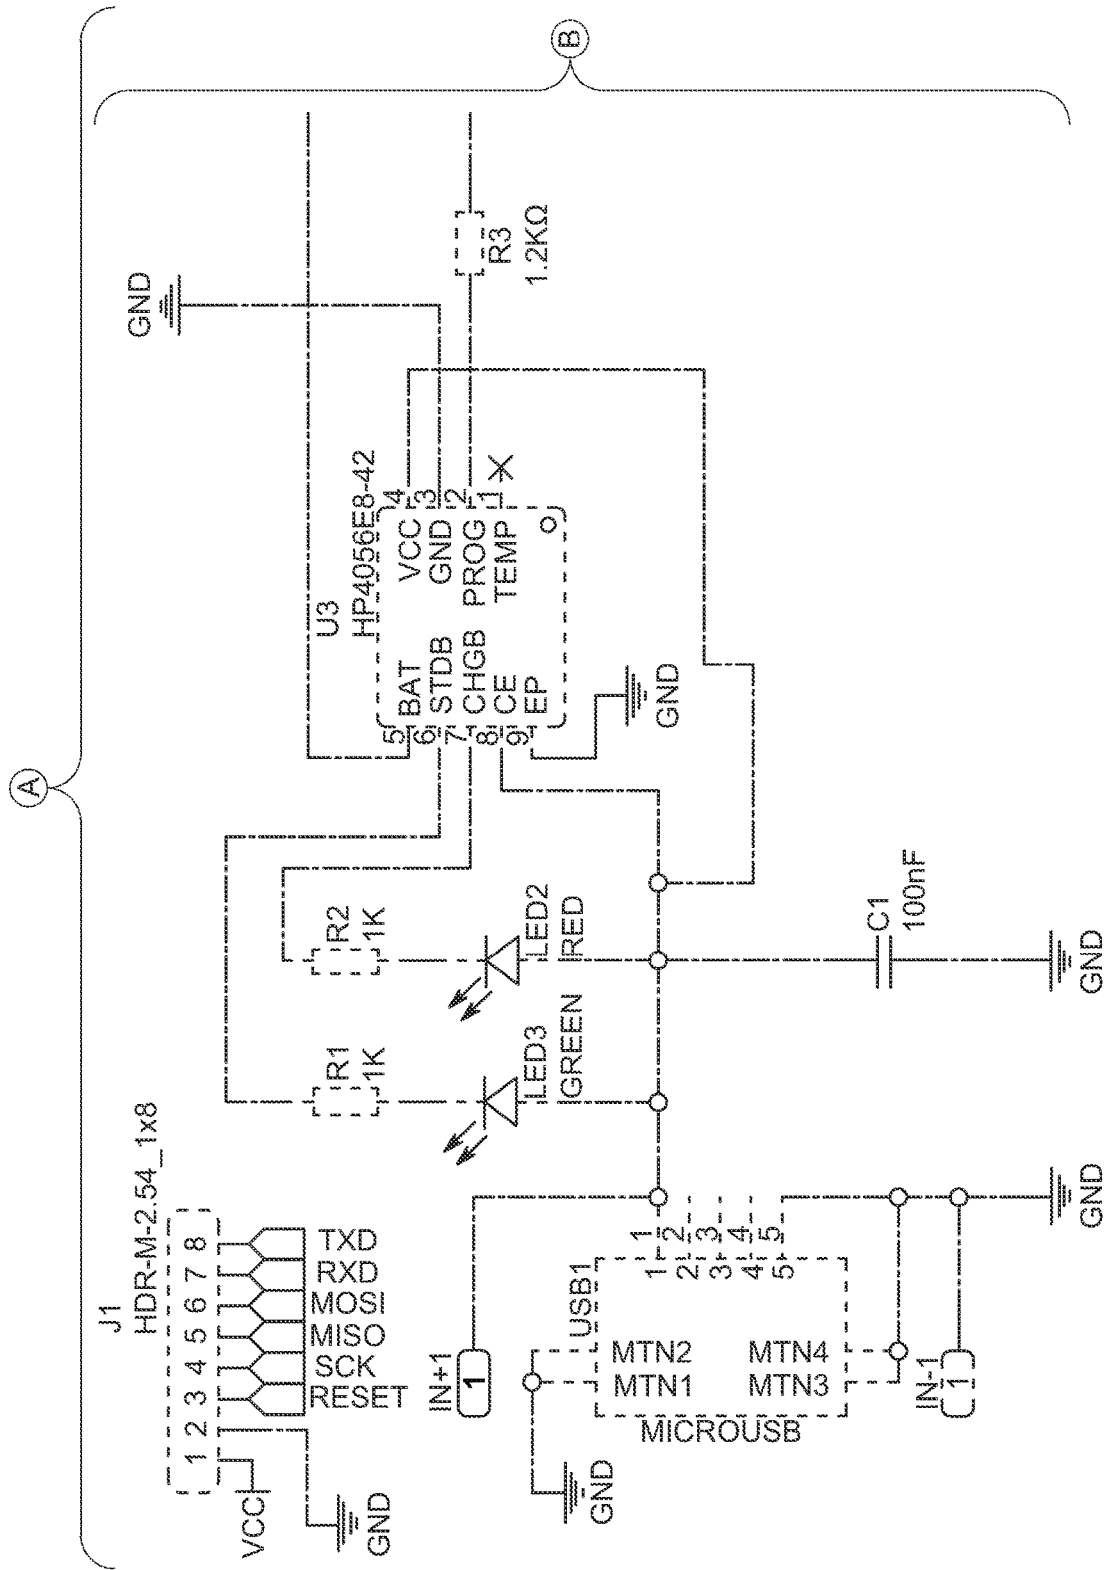 A
B
J1
HDR-M-2.54_1x8
1 2 3 4 5 6 7 8
VCC
GND
RESET
SCK
MISO
MOSI
RXD
TXD
R1
1K
R2
1K
LED3
GREEN
LED2
RED
U3
HP4056E8-42
5 BAT
6 STDB
7 CHGB
8 CE
9 EP
VCC 4
GND 3
PROG 2
TEMP 1
GND
GND
R3
1.2KΩ
IN+1
1
USB1
MTN2
MTN1
MTN4
MTN3
MICROUSB
1 1
2 2
3 3
4 4
5 5
GND
IN-1
1
GND
C1
100nF
GND